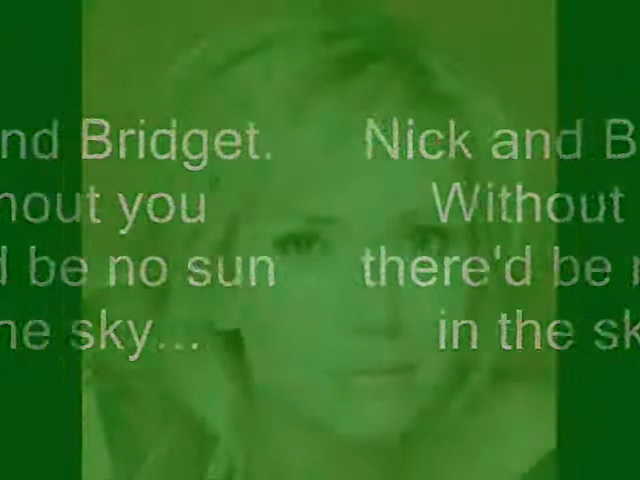 nd Bridget. Nick and B
hout you Without
d be no sun there'd be
he sky.... in the sk